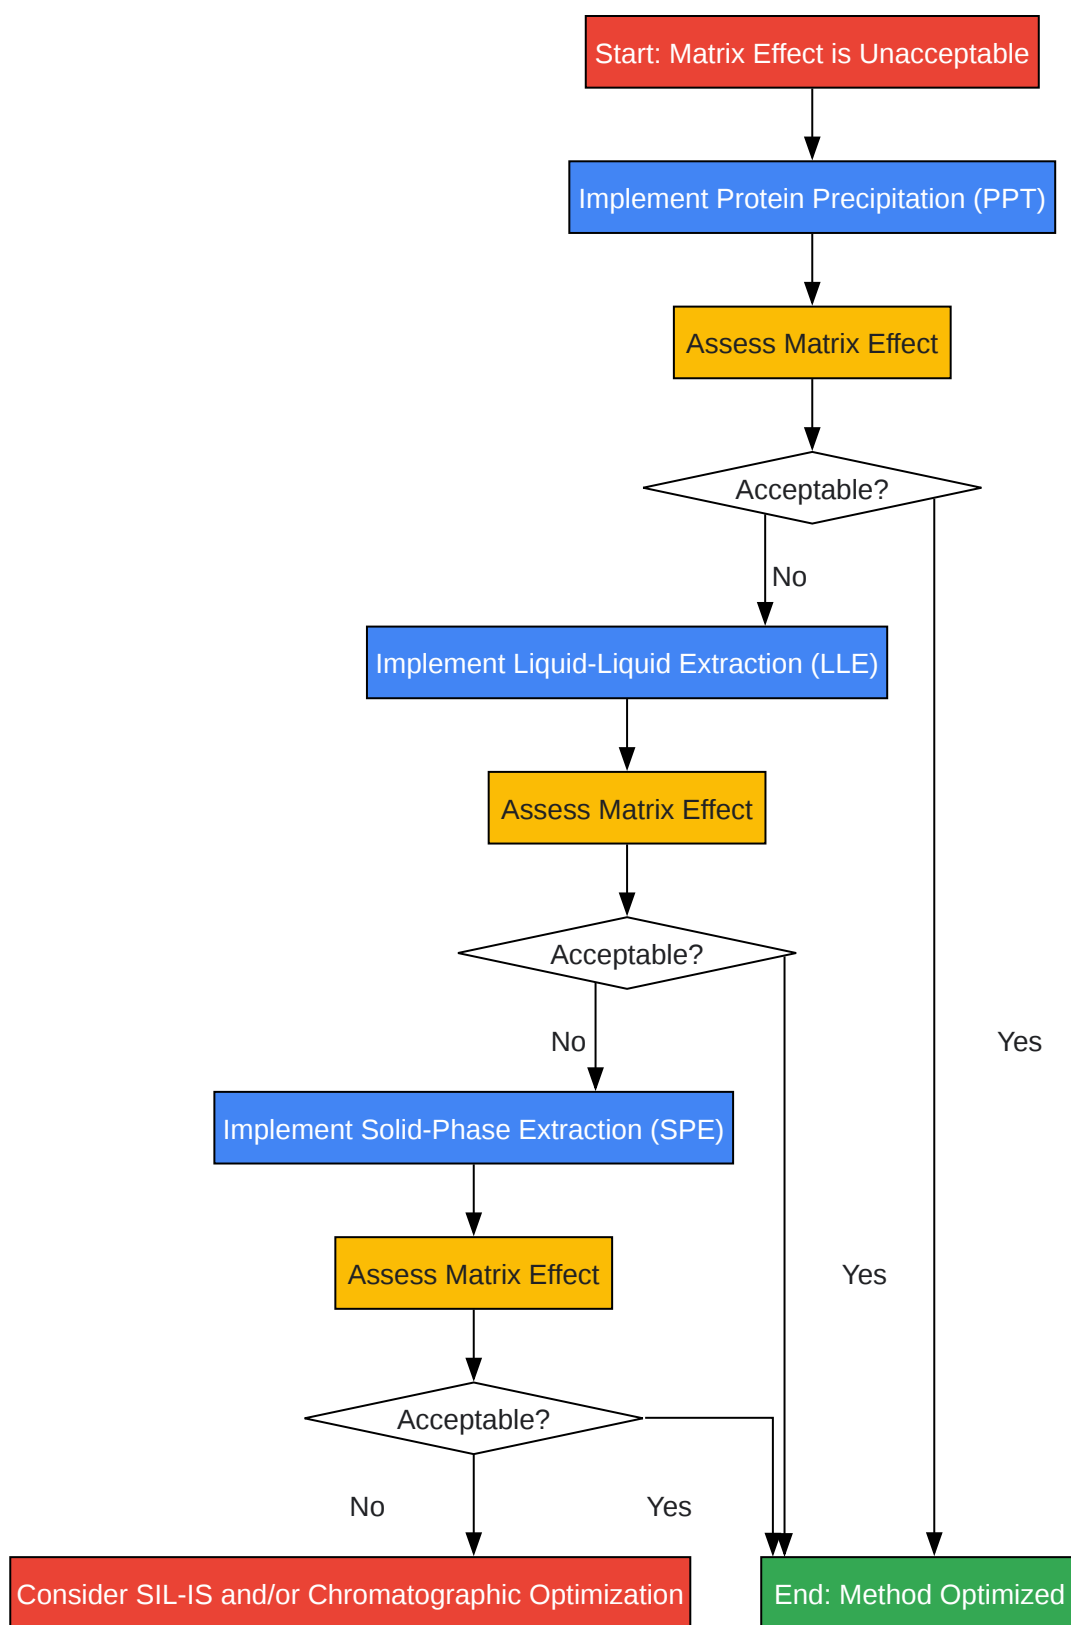 Start: Matrix Effect is Unacceptable
Implement Protein Precipitation (PPT)
Assess Matrix Effect
Acceptable?
No
Implement Liquid-Liquid Extraction (LLE)
Assess Matrix Effect
Acceptable?
No
Yes
Implement Solid-Phase Extraction (SPE)
Assess Matrix Effect
Yes
Acceptable?
No
Yes
Consider SIL-IS and/or Chromatographic Optimization
End: Method Optimized